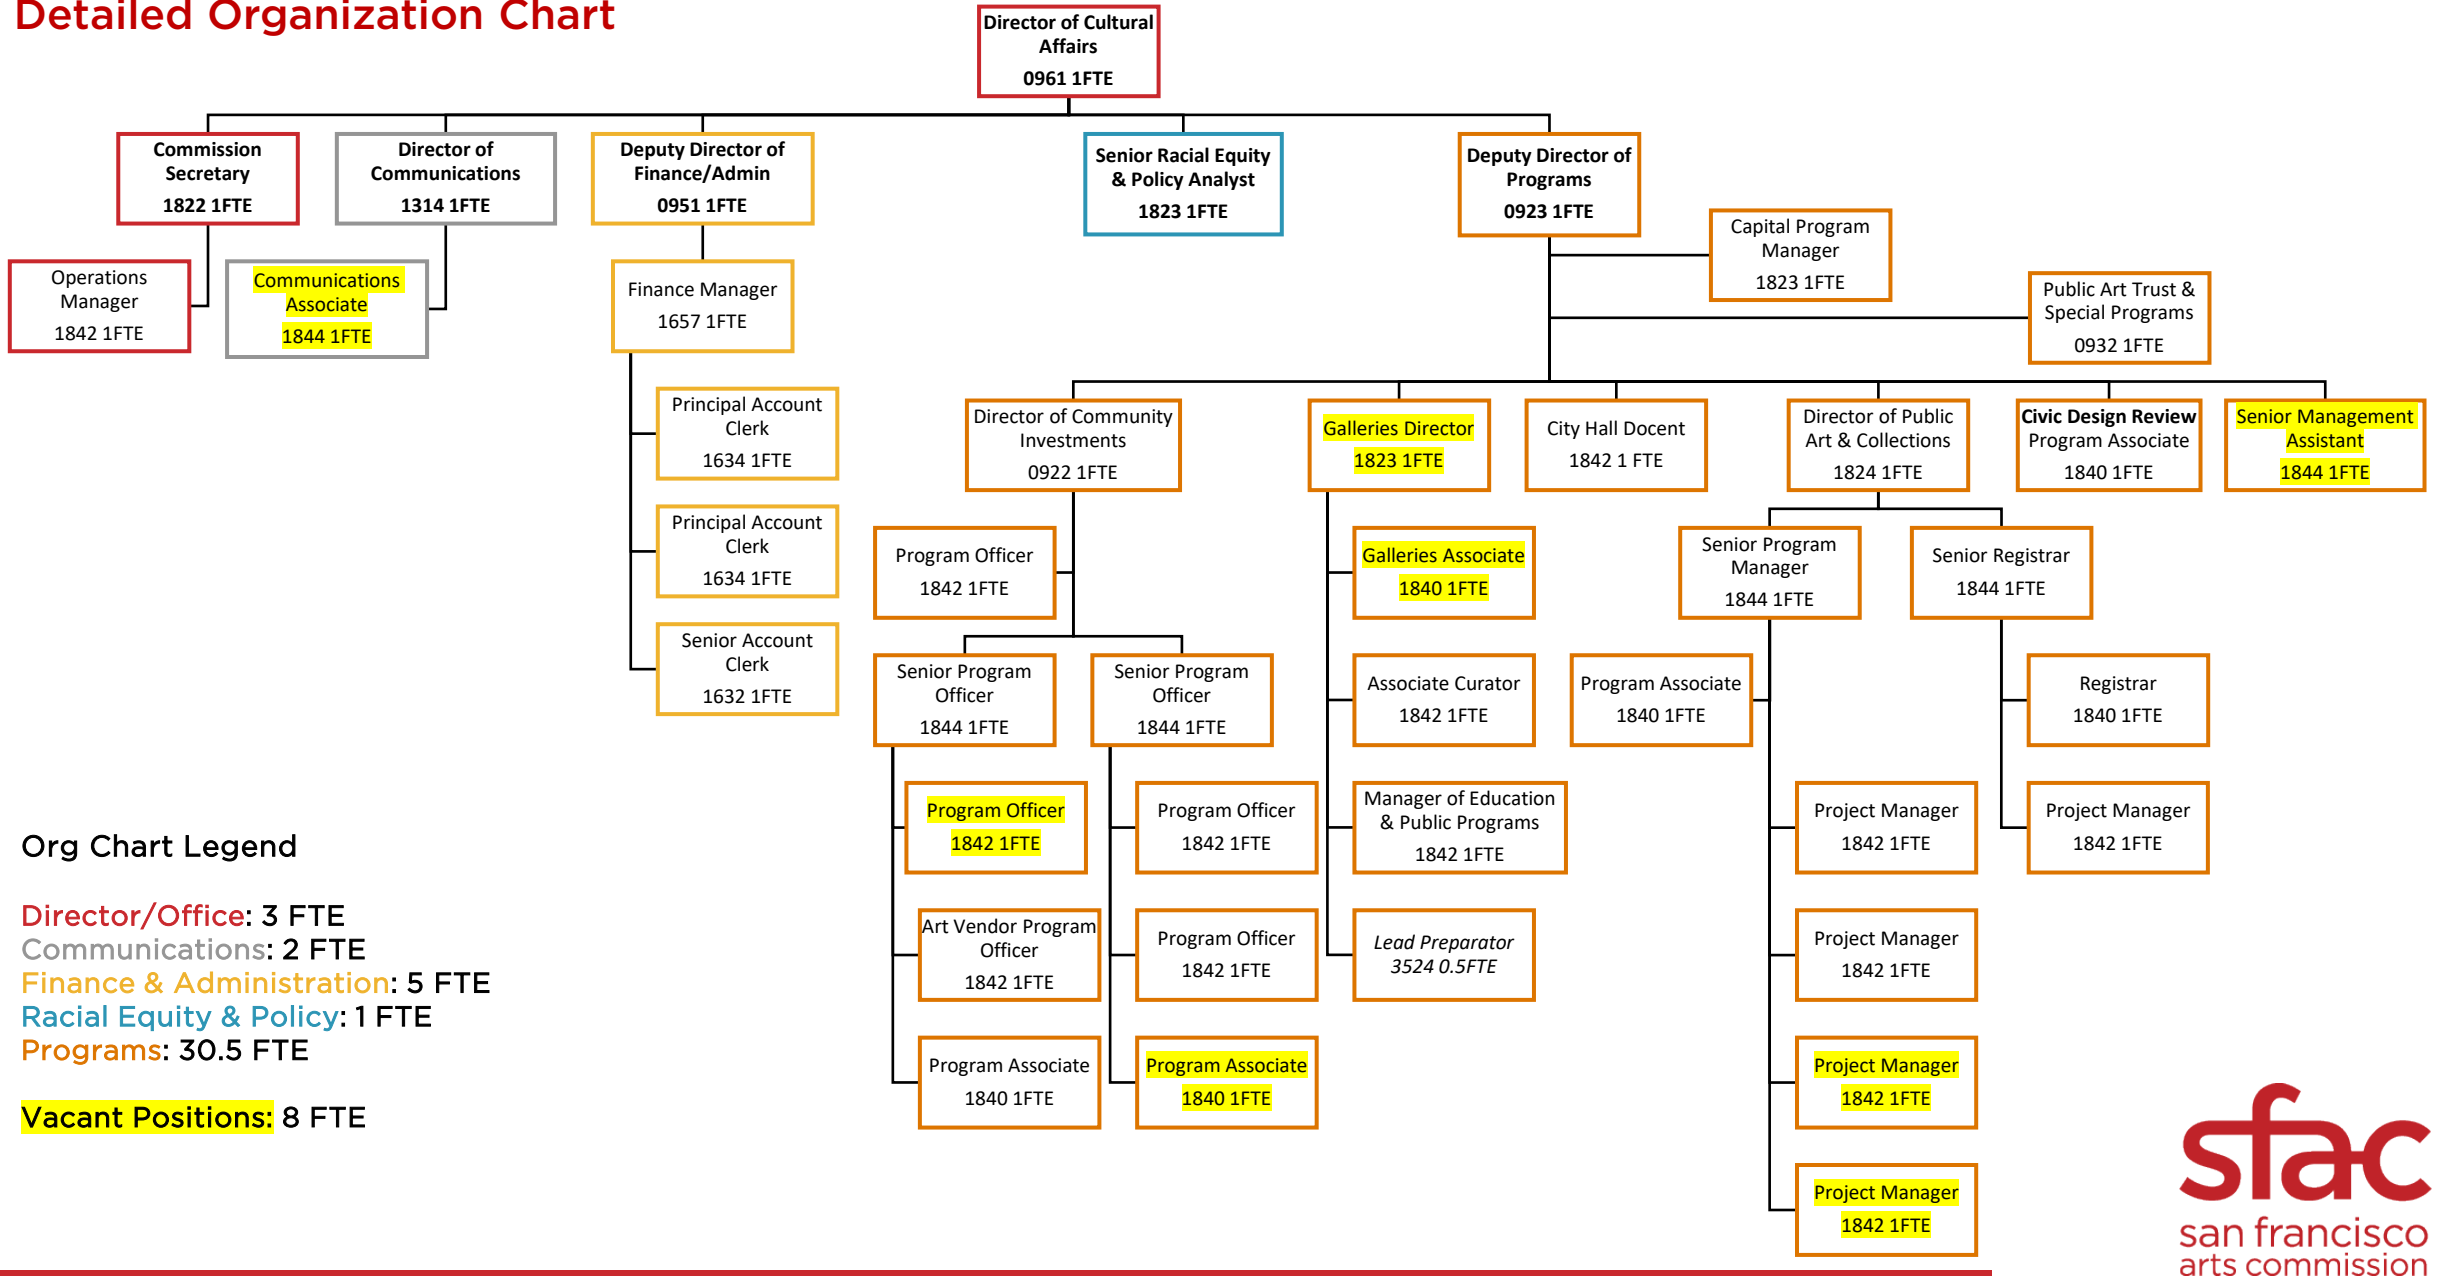 Detailed Organization Chart
Director of Cultural
Affairs
0961 1FTE
Commission
Secretary
1822 1FTE
Director of
Communications
1314 1FTE
Deputy Director of
Finance/Admin
0951 1FTE
Senior Racial Equity
& Policy Analyst
1823 1FTE
Deputy Director of
Programs
0923 1FTE
Capital Program
Manager
1823 1FTE
Public Art Trust &
Special Programs
0932 1FTE
Operations
Manager
1842 1FTE
Communications
Associate
1844 1FTE
Finance Manager
1657 1FTE
Principal Account
Clerk
1634 1FTE
Principal Account
Clerk
1634 1FTE
Senior Account
Clerk
1632 1FTE
Director of Community
Investments
0922 1FTE
Galleries Director
1823 1FTE
City Hall Docent
1842 1 FTE
Director of Public
Art & Collections
1824 1FTE
Civic Design Review
Program Associate
1840 1FTE
Senior Management
Assistant
1844 1FTE
Program Officer
1842 1FTE
Senior Program
Officer
1844 1FTE
Senior Program
Officer
1844 1FTE
Program Officer
1842 1FTE
Art Vendor Program
Officer
1842 1FTE
Program Associate
1840 1FTE
Program Officer
1842 1FTE
Program Officer
1842 1FTE
Program Associate
1840 1FTE
Galleries Associate
1840 1FTE
Associate Curator
1842 1FTE
Manager of Education
& Public Programs
1842 1FTE
Lead Preparator
3524 0.5FTE
Senior Program
Manager
1844 1FTE
Senior Registrar
1844 1FTE
Program Associate
1840 1FTE
Project Manager
1842 1FTE
Project Manager
1842 1FTE
Project Manager
1842 1FTE
Project Manager
1842 1FTE
Registrar
1840 1FTE
Project Manager
1842 1FTE
Org Chart Legend
Director/Office: 3 FTE
Communications: 2 FTE
Finance & Administration: 5 FTE
Racial Equity & Policy: 1 FTE
Programs: 30.5 FTE
Vacant Positions: 8 FTE
sfac
san francisco
arts commission